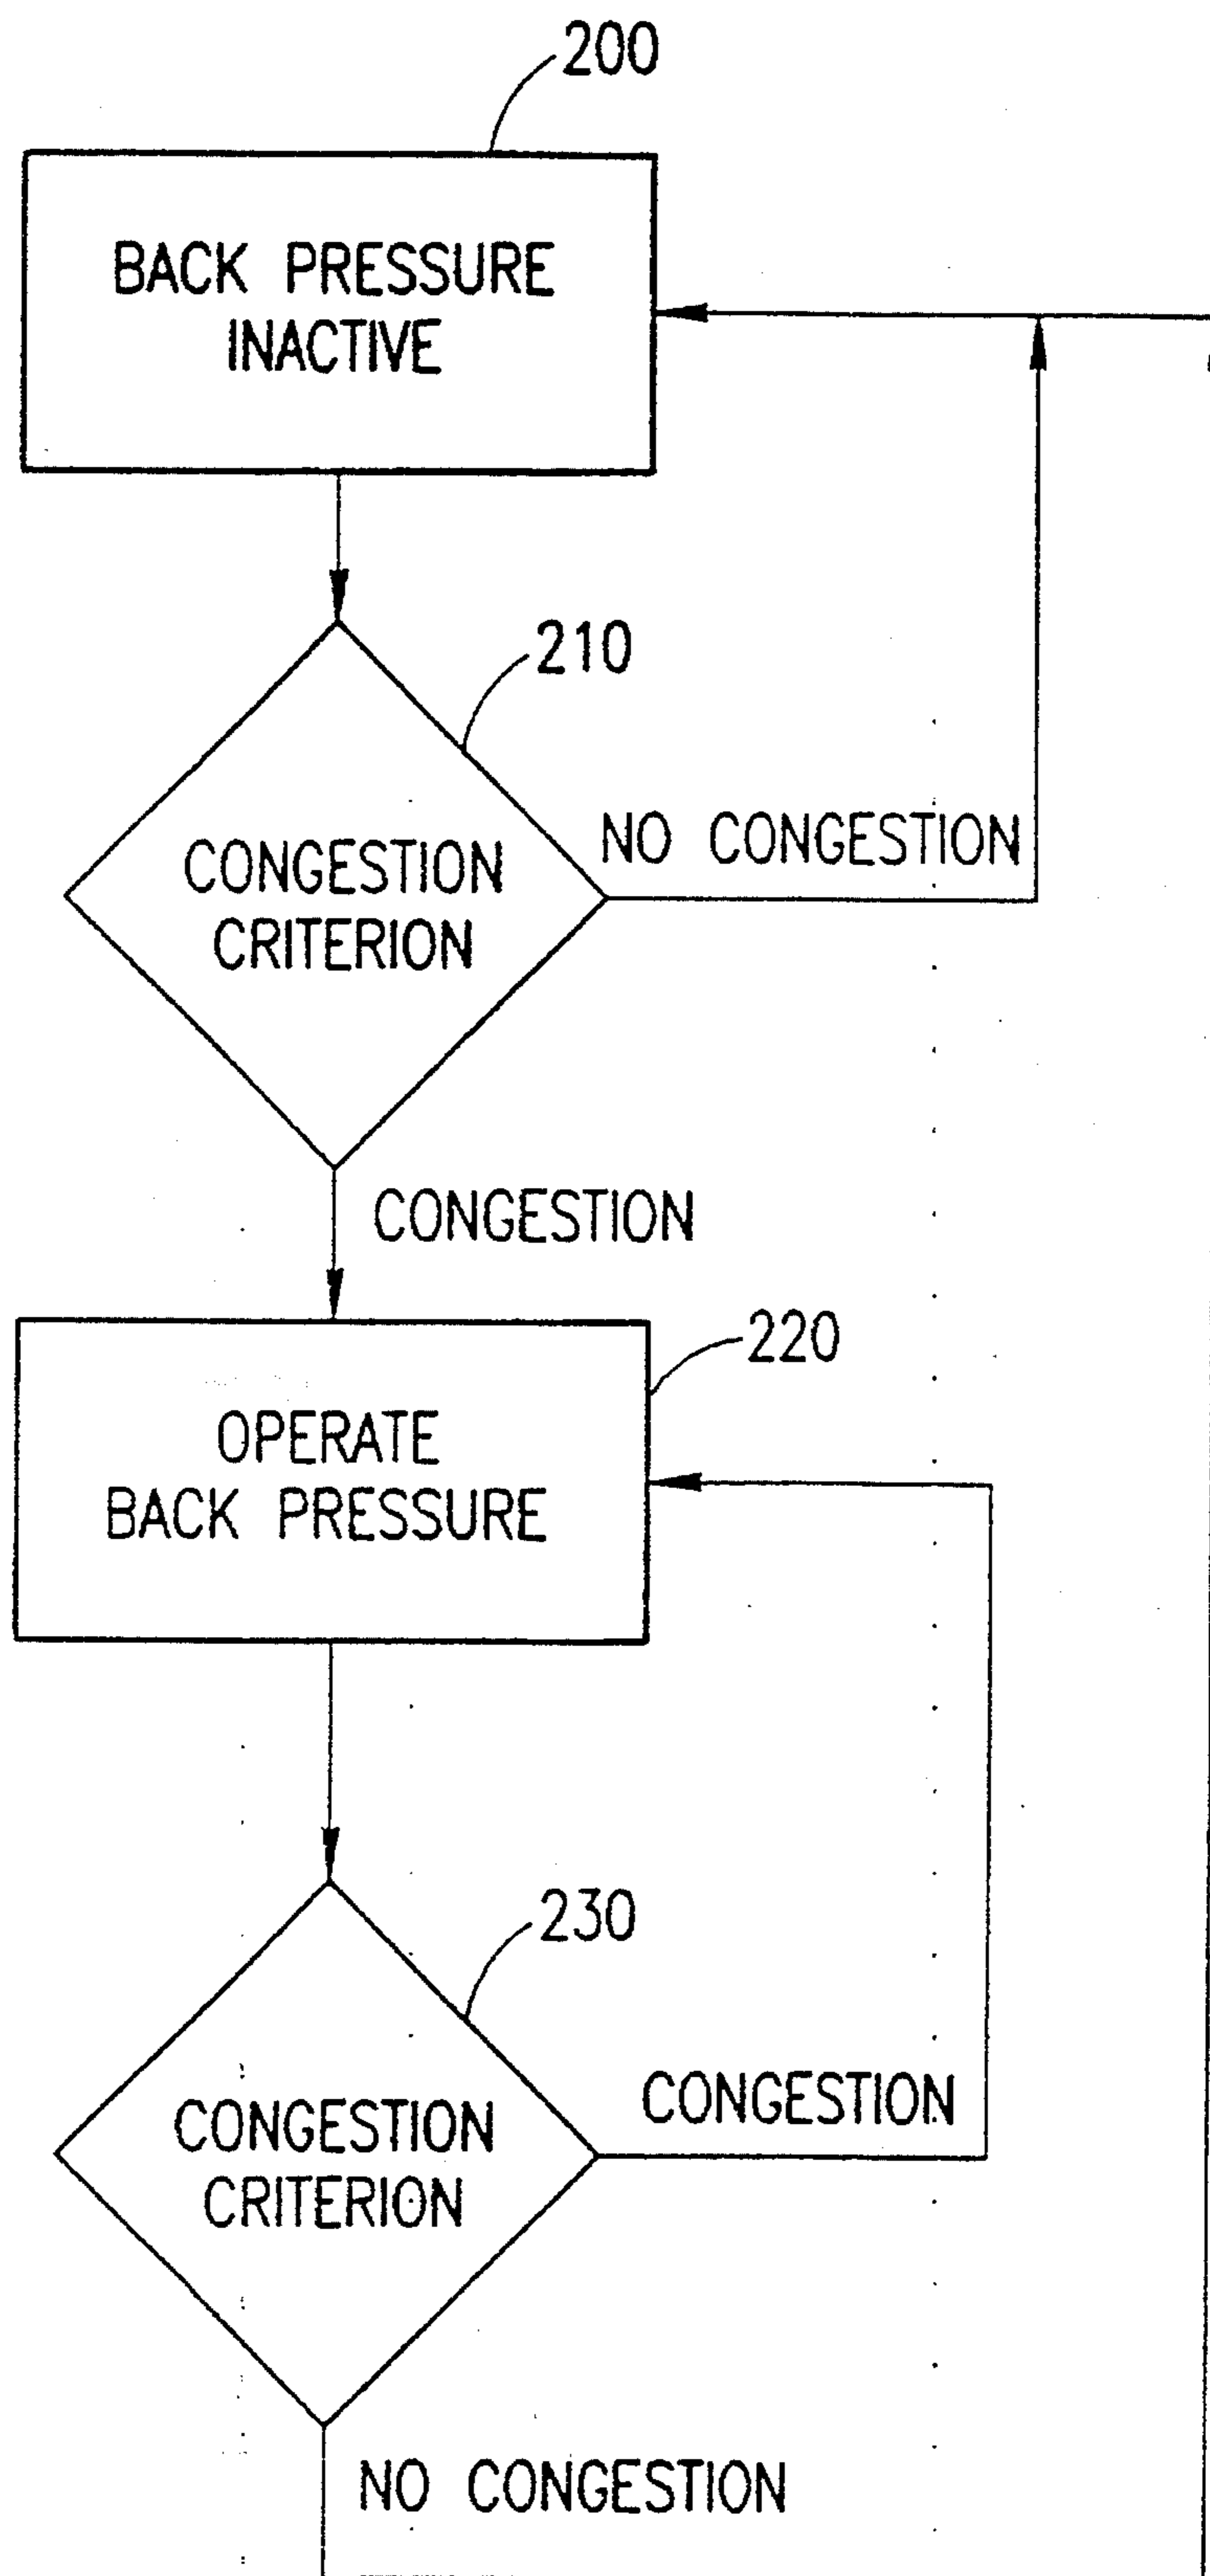 200
BACK PRESSURE
INACTIVE
210
NO CONGESTION
CONGESTION
CRITERION
CONGESTION
220
OPERATE
BACK PRESSURE
230
CONGESTION
CONGESTION
CRITERION
NO CONGESTION